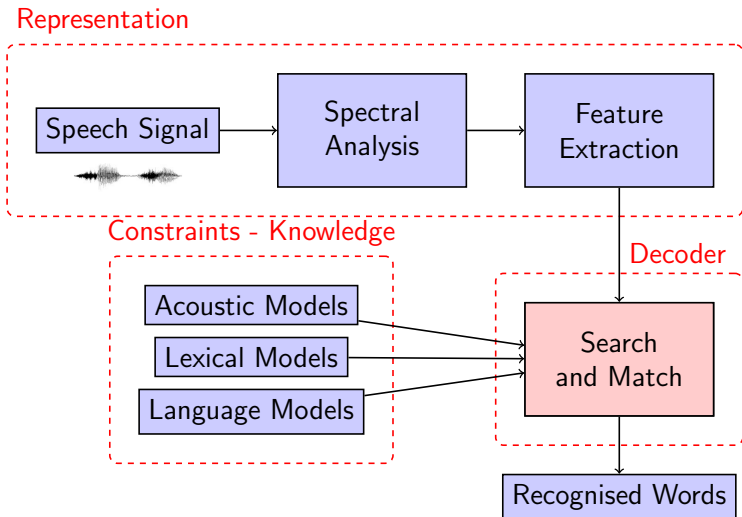 Representation
Speech Signal
Spectral
Analysis
Feature
Extraction
Constraints - Knowledge
Decoder
Acoustic Models
Lexical Models
Language Models
Search
and Match
Recognised Words